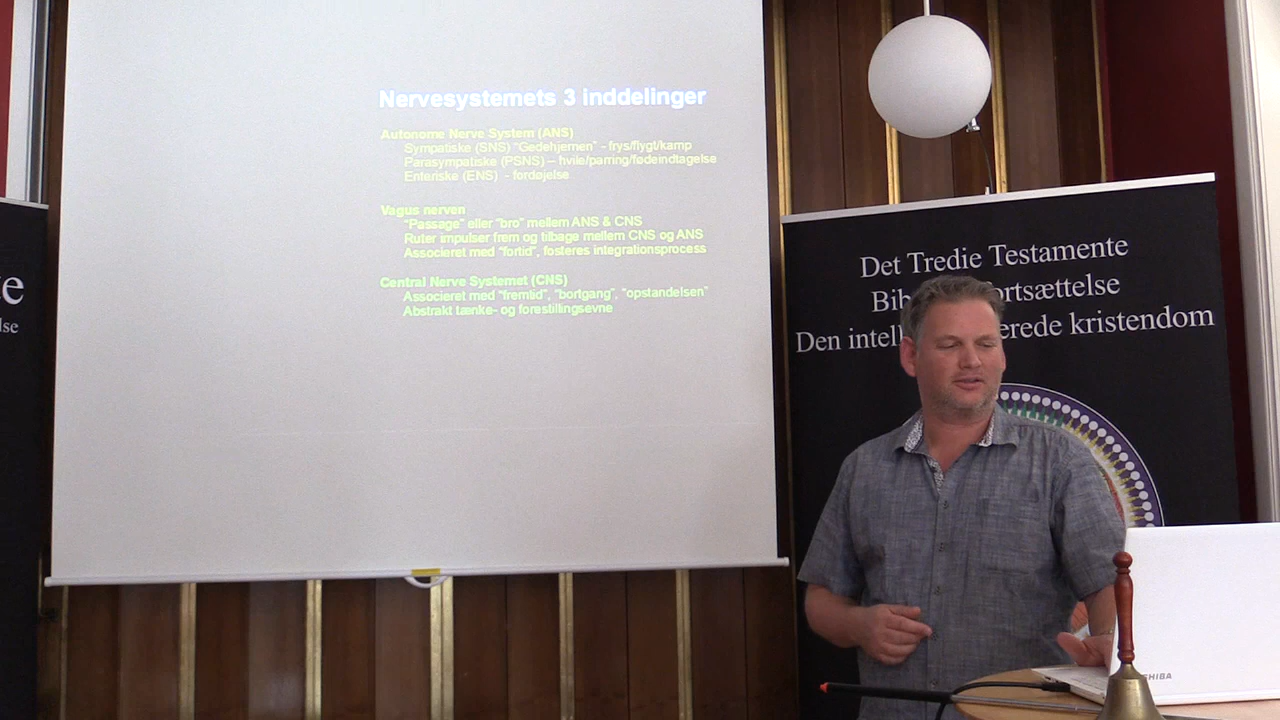 Nervesystemets 3 inddelinger
Autonome Nerve System (ANS)
Sympatiske (SNS) "Gedehjernen" - frys/flygt/kamp
Parasympatiske (PSNS) – hvile/parring/fødeindtagelse
Enteriske (ENS) - fordøjelse
Vagus nerven
"Passage" eller "bro" mellem ANS & CNS
Ruter impulser frem og tilbage mellem CNS og ANS
Associeret med "fortid", fosteres integrationsprocess
Central Nerve Systemet (CNS)
Associeret med "fremtid", "bortgang", "opstandelsen"
Abstrakt tænke- og forestillingsevne
Det Tredie Testamente
Bib ortsættelse
Den intell erede kristendom
te
lse
SHIBA